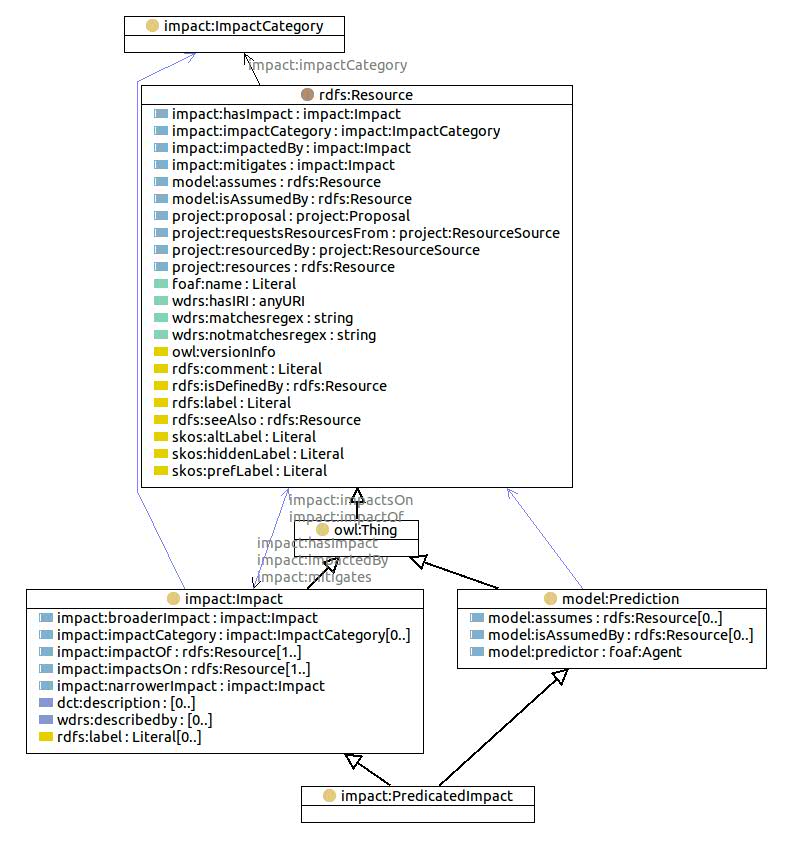 impact:ImpactCategory
impact:impactCategory
rdfs:Resource
impact:hasImpact : impact:Impact
impact:impactCategory : impact:ImpactCategory
impact:impactedBy : impact:Impact
impact:mitigates : impact:Impact
model:assumes : rdfs:Resource
model:isAssumedBy : rdfs:Resource
project:proposal : project:Proposal
project:requestsResourcesFrom : project:ResourceSource
project:resourcedBy : project:ResourceSource
project:resources : rdfs:Resource
foaf:name : Literal
wdrs:hasIRI : anyURI
wdrs:matchesregex : string
wdrs:notmatchesregex : string
owl:versionInfo
rdfs:comment : Literal
rdfs:isDefinedBy : rdfs:Resource
rdfs:label : Literal
rdfs:seeAlso : rdfs:Resource
skos:altLabel : Literal
skos:hiddenLabel : Literal
skos:prefLabel : Literal
impact:impactsOn
impact:impactOf
owl:Thing
impact:hasImpact
impact:impactedBy
impact:mitigates
impact:Impact
impact:broaderImpact : impact:Impact
impact:impactCategory : impact:ImpactCategory[0..]
impact:impactOf : rdfs:Resource[1..]
impact:impactsOn : rdfs:Resource[1..]
impact:narrowerImpact : impact:Impact
dct:description : [0..]
wdrs:describedby : [0..]
rdfs:label : Literal[0..]
model:Prediction
model:assumes : rdfs:Resource[0..]
model:isAssumedBy : rdfs:Resource[0..]
model:predictor : foaf:Agent
impact:PredicatedImpact